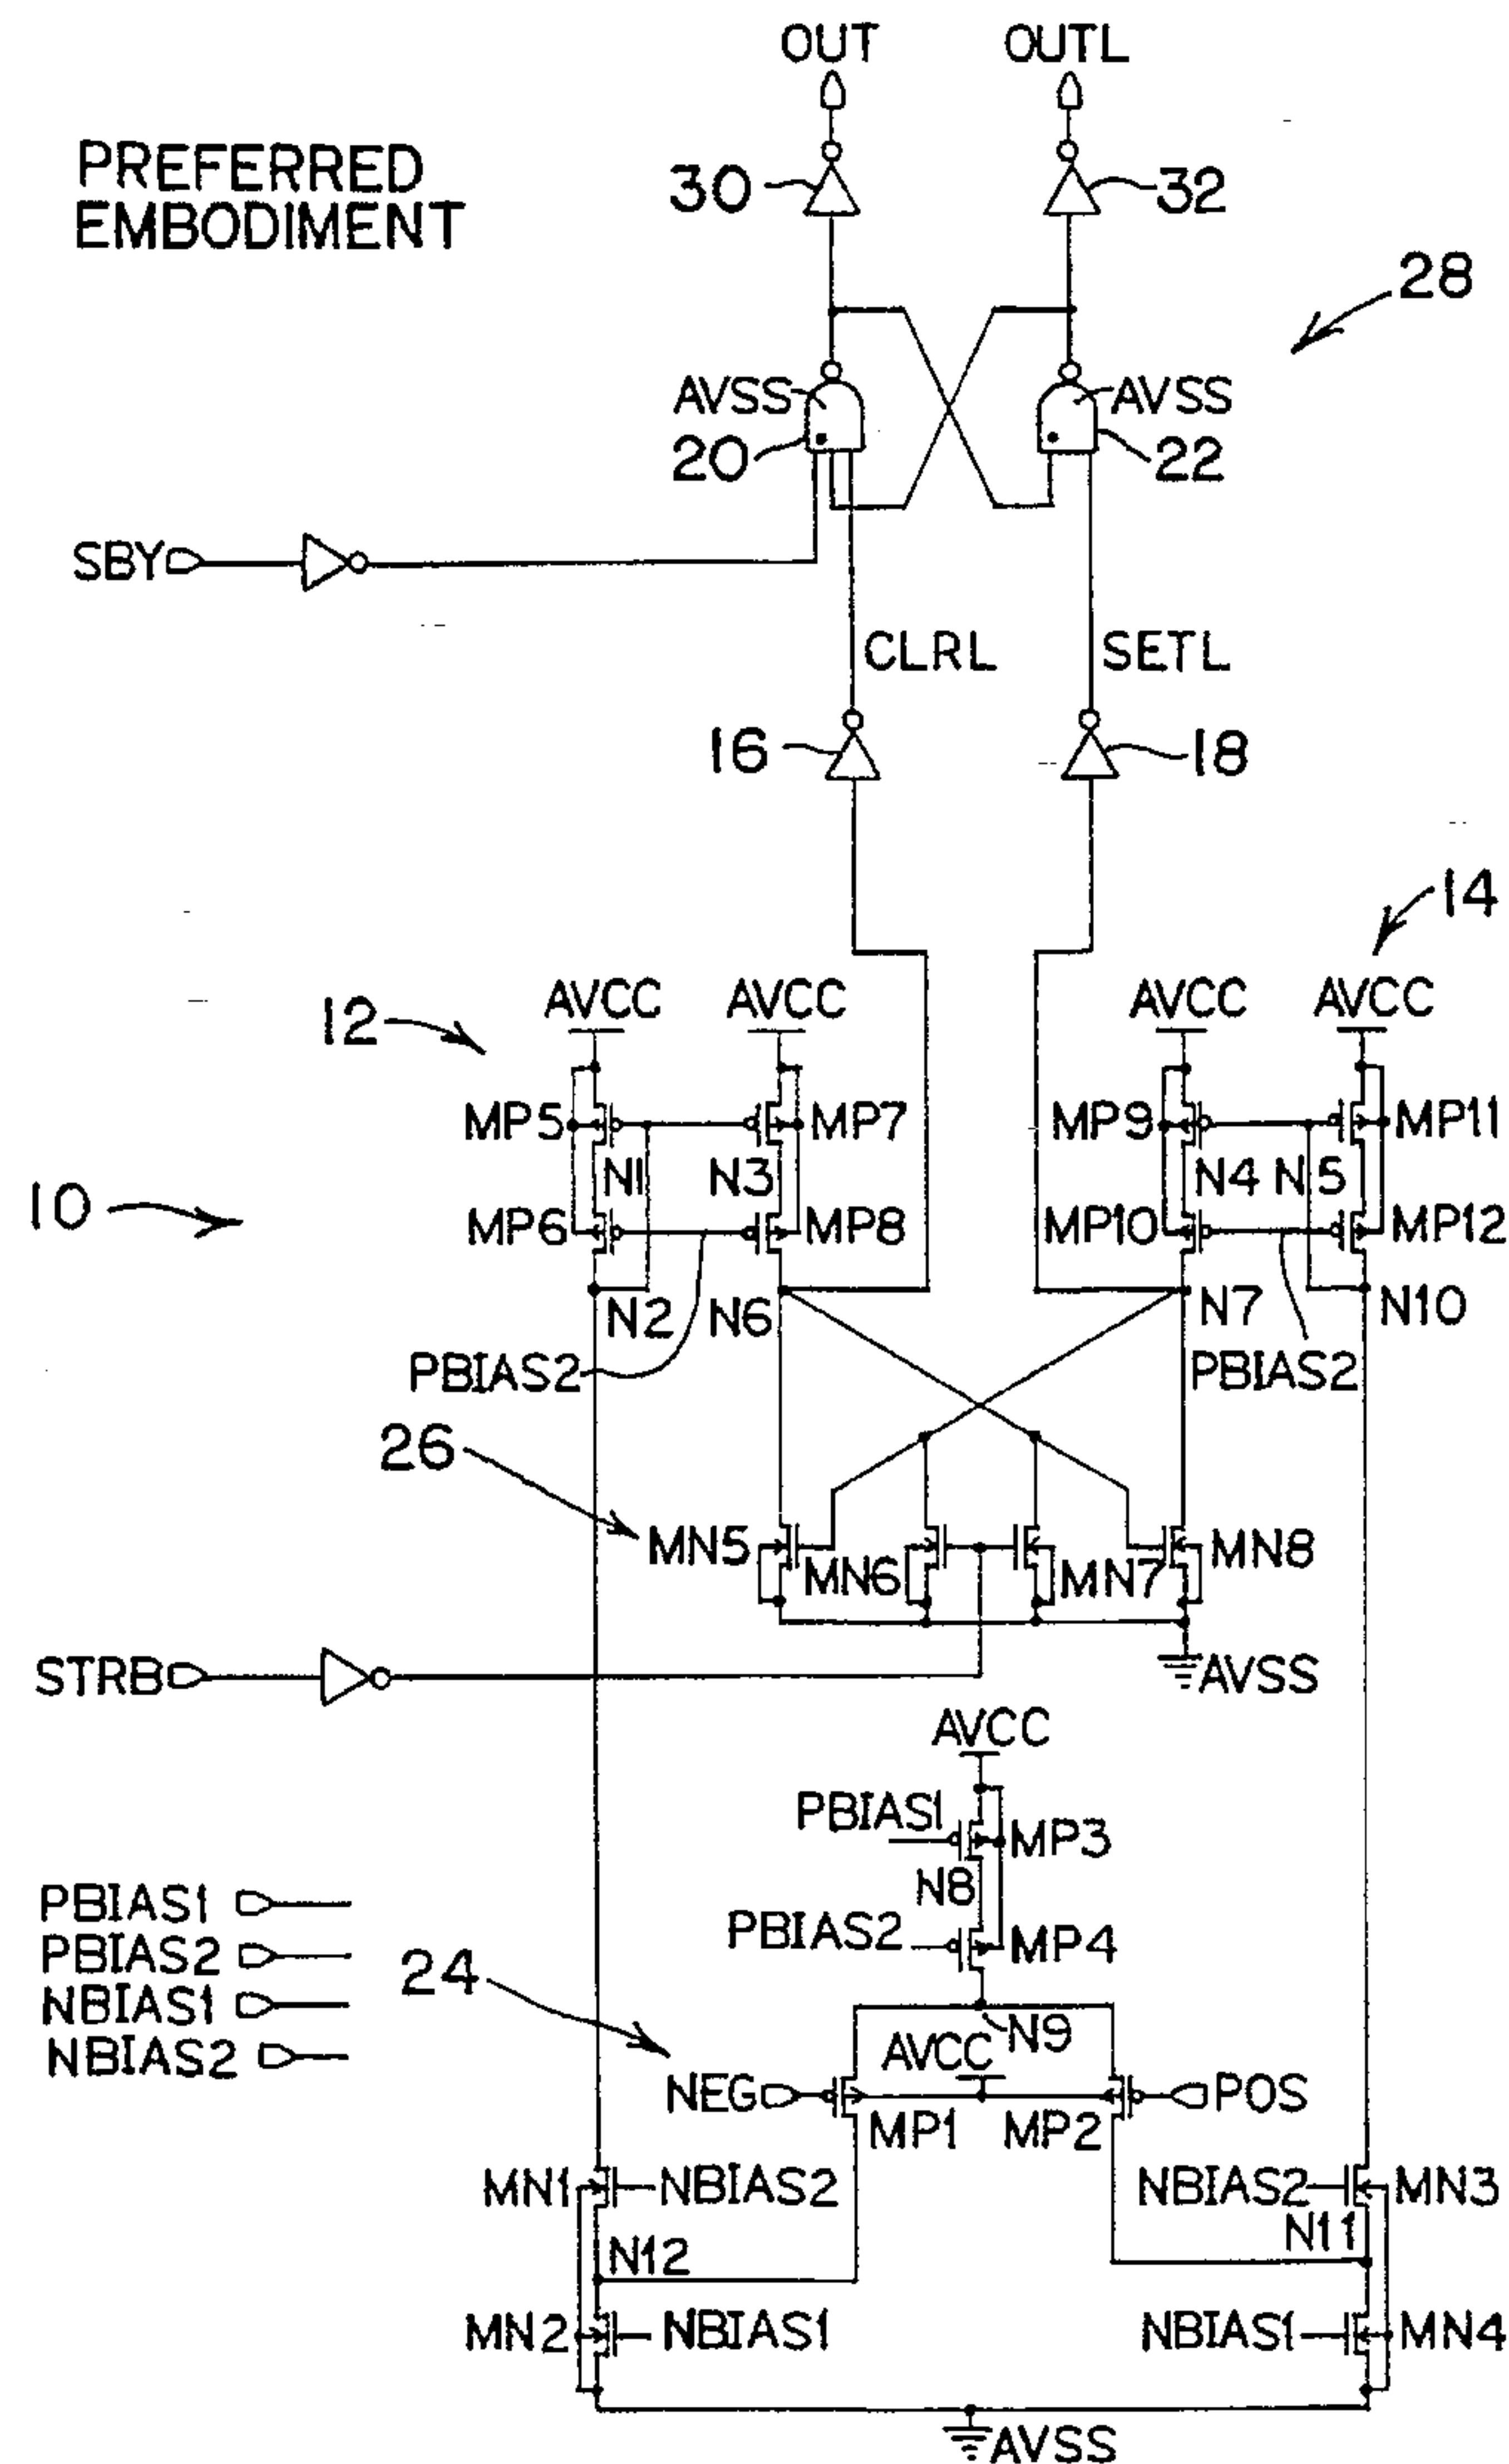 OUT OUTL
PREFERRED
EMBODIMENT
30 32
28
AVSS AVSS
20 22
SBY
CLRL SETL
16 18
14
12 AVCC AVCC AVCC AVCC
MP5 MP7 MP9 MP11
N1 N3 N4 N5
10
MP6 MP8 MP10 MP12
N2 N6 N7 N10
PBIAS2 PBIAS2
26
MN5 MN6 MN7 MN8
STRB AVSS
AVCC
PBIAS1 MP3
N8
PBIAS1
PBIAS2 MP4
PBIAS2
24
NBIAS1
N9
NBIAS2 AVCC
NEG POS
MP1 MP2
MN1 NBIAS2 NBIAS2 MN3
N12 N11
MN2 NBIAS1 NBIAS1 MN4
AVSS